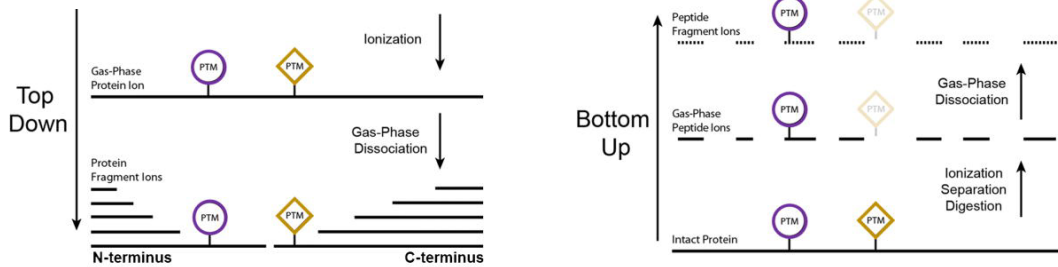 Top
Down
Ionization
Gas-Phase
Protein Ion
PTM
PTM
Gas-Phase
Dissociation
Protein
Fragment Ions
PTM
PTM
N-terminus
C-terminus
Bottom
Up
Peptide
Fragment Ions
PTM
PTM
Gas-Phase
Dissociation
Gas-Phase
Peptide Ions
PTM
PTM
Ionization
Separation
Digestion
PTM
PTM
Intact Protein